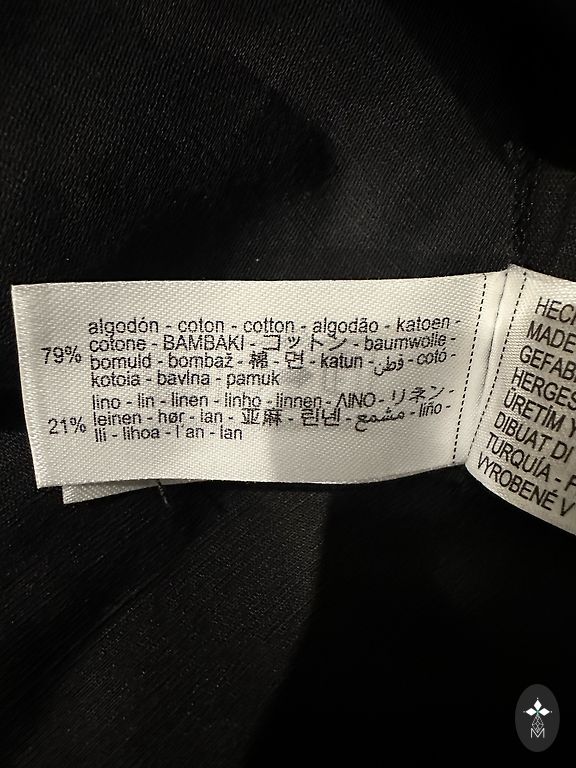 algodón - coton - cotton - algodão - katoen -
cotone - BAMBAKI - コットン - baumwolle -
79% bomuld - bombaž - 棉 - 면 - katun - قطن - cotó -
kotoia - bavlna - pamuk
lino - lin - linen - linho - linnen - ΛΙΝΟ - リネン -
21% leinen - hør - lan - 亚麻 - 린넨 - مشمع - liño -
lli - lihoa - l'an - lan
HECH
MADE
GEFAB
HERGES
ÜRETİM Y
DIBUAT DI
TURQUÍA - 
VYROBENÉ V
M